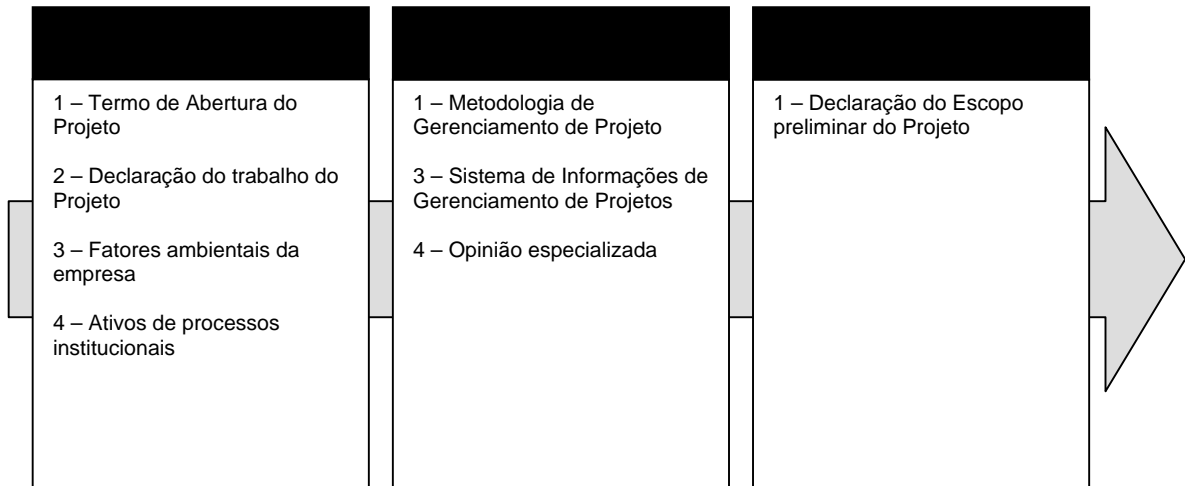 1 – Termo de Abertura do
Projeto
2 – Declaração do trabalho do
Projeto
3 – Fatores ambientais da
empresa
4 – Ativos de processos
institucionais
1 – Metodologia de
Gerenciamento de Projeto
3 – Sistema de Informações de
Gerenciamento de Projetos
4 – Opinião especializada
1 – Declaração do Escopo
preliminar do Projeto